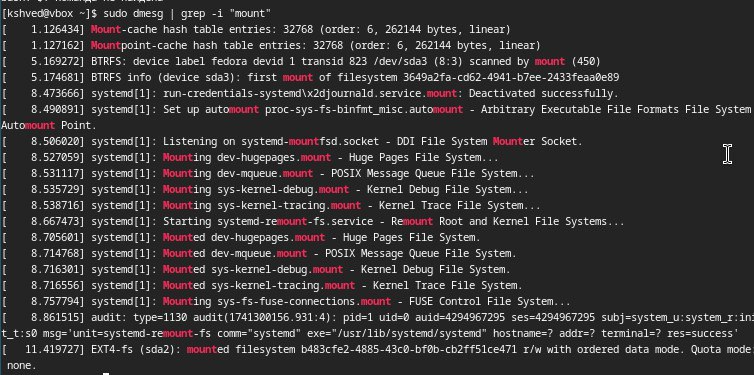 [kshved@vbox ~]$ sudo dmesg | grep -i "mount"
[    1.126434] Mount-cache hash table entries: 32768 (order: 6, 262144 bytes, linear)
[    1.127162] Mountpoint-cache hash table entries: 32768 (order: 6, 262144 bytes, linear)
[    5.169272] BTRFS: device label fedora devid 1 transid 823 /dev/sda3 (8:3) scanned by mount (450)
[    5.174681] BTRFS info (device sda3): first mount of filesystem 3649a2fa-cd62-4941-b7ee-2433feaa0e89
[    8.473666] systemd[1]: run-credentials-systemd\x2djournald.service.mount: Deactivated successfully.
[    8.490891] systemd[1]: Set up automount proc-sys-fs-binfmt_misc.automount - Arbitrary Executable File Formats File System
Automount Point.
[    8.506020] systemd[1]: Listening on systemd-mountfsd.socket - DDI File System Mounter Socket.
[    8.527059] systemd[1]: Mounting dev-hugepages.mount - Huge Pages File System...
[    8.531117] systemd[1]: Mounting dev-mqueue.mount - POSIX Message Queue File System...
[    8.535729] systemd[1]: Mounting sys-kernel-debug.mount - Kernel Debug File System...
[    8.538716] systemd[1]: Mounting sys-kernel-tracing.mount - Kernel Trace File System...
[    8.667473] systemd[1]: Starting systemd-remount-fs.service - Remount Root and Kernel File Systems...
[    8.705601] systemd[1]: Mounted dev-hugepages.mount - Huge Pages File System.
[    8.714768] systemd[1]: Mounted dev-mqueue.mount - POSIX Message Queue File System.
[    8.716301] systemd[1]: Mounted sys-kernel-debug.mount - Kernel Debug File System.
[    8.716556] systemd[1]: Mounted sys-kernel-tracing.mount - Kernel Trace File System.
[    8.757794] systemd[1]: Mounting sys-fs-fuse-connections.mount - FUSE Control File System...
[    8.861515] audit: type=1130 audit(1741300156.931:4): pid=1 uid=0 auid=4294967295 ses=4294967295 subj=system_u:system_r:ini
t_t:s0 msg='unit=systemd-remount-fs comm="systemd" exe="/usr/lib/systemd/systemd" hostname=? addr=? terminal=? res=success'
[   11.419727] EXT4-fs (sda2): mounted filesystem b483cfe2-4885-43c0-bf0b-cb2ff51ce471 r/w with ordered data mode. Quota mode:
none.